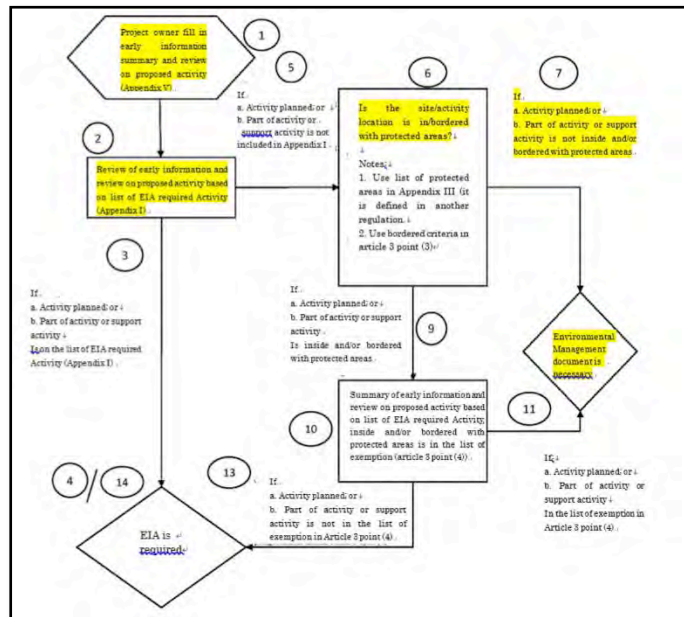 Project owner fill in
early information
summary and review
on proposed activity
(Appendix V)
1
5
If
a. Activity planned; or ↓
b. Part of activity or
support activity is not
included in Appendix I
6
Is the site/activity
location is in/bordered
with protected areas? ↓
↓
Notes:↓
1. Use list of protected
areas in Appendix III (it
is defined in another
regulation.
2. Use bordered criteria in
article 3 point (3)↵
7
If
a. Activity planned; or
b. Part of activity or support
activity is not inside and/or
bordered with protected areas
2
Review of early information and
review on proposed activity based
on list of EIA required Activity
(Appendix I)
3
If
a. Activity planned; or
b. Part of activity or support
activity
Is on the list of EIA required
Activity (Appendix I)
If
a. Activity planned; or ↓
b. Part of activity or support
activity
Is inside and/or
bordered with protected areas
9
Environmental
Management
document is
necessary
10
Summary of early information and
review on proposed activity based
on list of EIA required Activity,
inside and/or bordered with
protected areas is in the list of
exemption (article 3 point (4))
11
If;↓
a. Activity planned; or ↓
b. Part of activity or
support activity
In the list of exemption in
Article 3 point (4)
13
If
a. Activity planned; or ↓
b. Part of activity or support
activity is not in the list of
exemption in Article 3 point (4)
4 / 14
EIA is ↵
required